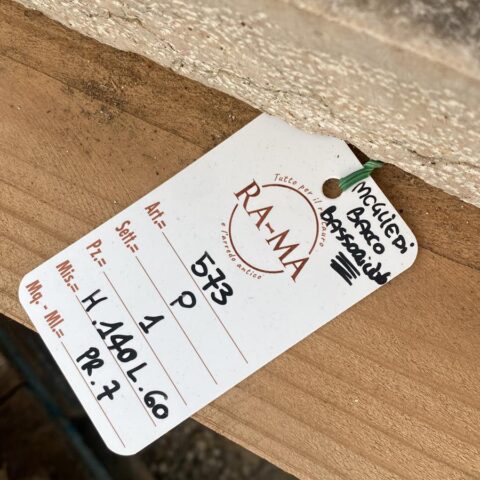 Tutto per il restauro
RA-MA
e l'arredo antico
MOGLIE DI
BACO
Art.= 573
Sett.= P
Pz.= 1
Mis.= H.140 L.60
Mq. - Ml.= PR.7